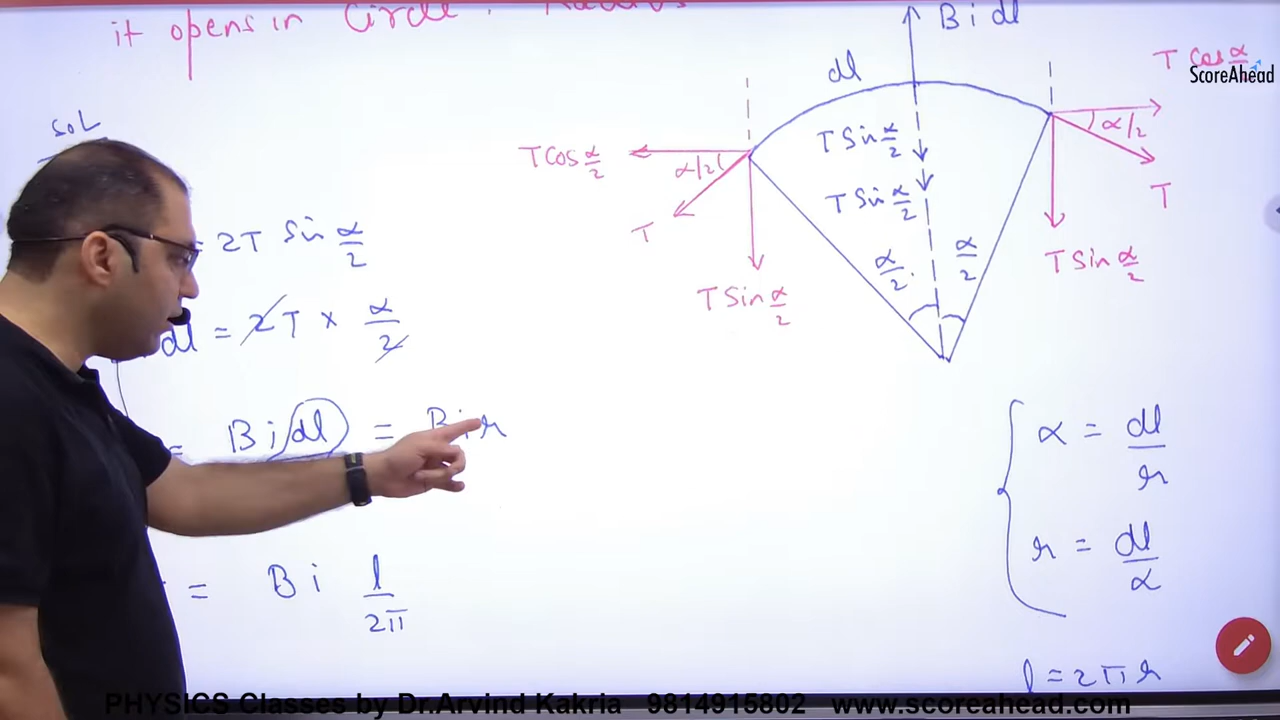 it opens in Circle. Radius
Sol
B i dl
dl
T Cos α/2
ScoreAhead
α/2
T
T Sin α/2
T Cos α/2
α/2
T
T Sin α/2
T Sin α/2
T Sin α/2
α/2
α/2
= 2T Sin α/2
dl = 2T × α/2
= B i dl = B i r
= B i l/2π
α = dl/r
r = dl/α
l = 2πr
PHYSICS Classes by Dr.Arvind Kakria 9814915802 www.scoreahead.com